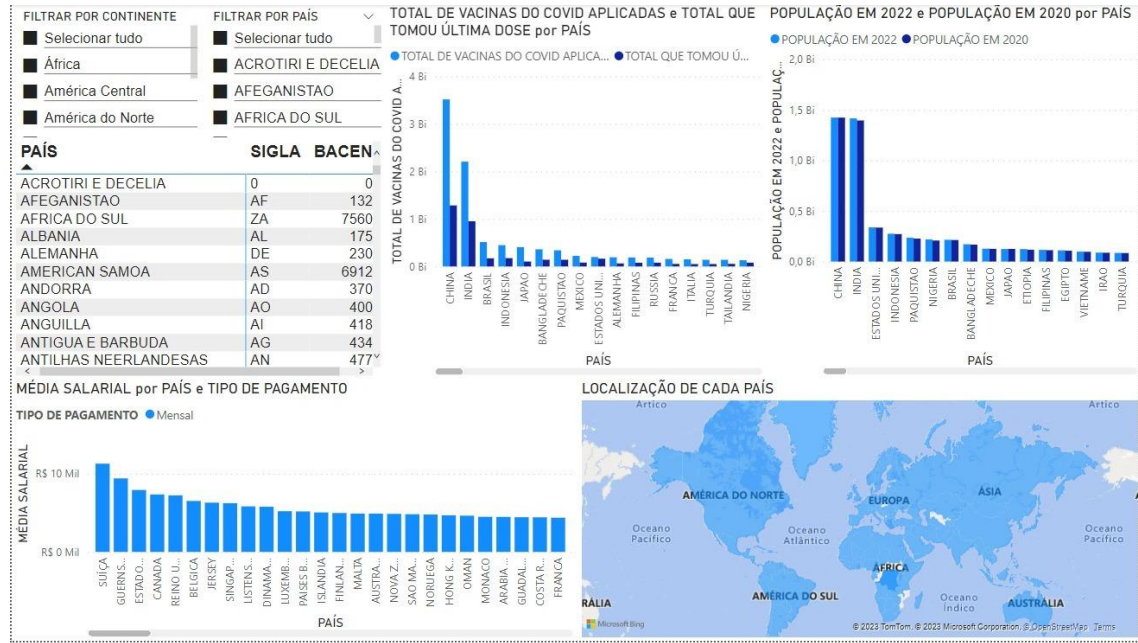 FILTRAR POR CONTINENTE
Selecionar tudo
África
América Central
América do Norte
FILTRAR POR PAÍS
Selecionar tudo
ACROTIRI E DECELIA
AFEGANISTAO
AFRICA DO SUL
PAÍS SIGLA BACEN
ACROTIRI E DECELIA 0 0
AFEGANISTAO AF 132
AFRICA DO SUL ZA 7560
ALBANIA AL 175
ALEMANHA DE 230
AMERICAN SAMOA AS 6912
ANDORRA AD 370
ANGOLA AO 400
ANGUILLA AI 418
ANTIGUA E BARBUDA AG 434
ANTILHAS NEERLANDESAS AN 477
TOTAL DE VACINAS DO COVID APLICADAS e TOTAL QUE
TOMOU ÚLTIMA DOSE por PAÍS
TOTAL DE VACINAS DO COVID APLICA... TOTAL QUE TOMOU Ú...
TOTAL DE VACINAS DO COVID A...
4 Bi
3 Bi
2 Bi
1 Bi
0 Bi
CHINA
INDIA
BRASIL
INDONESIA
JAPAO
BANGLADECHE
PAQUISTAO
MEXICO
ESTADOS UNI...
ALEMANHA
FILIPINAS
RUSSIA
FRANCA
ITALIA
TURQUIA
TAILANDIA
NIGERIA
PAÍS
POPULAÇÃO EM 2022 e POPULAÇÃO EM 2020 por PAÍS
POPULAÇÃO EM 2022 POPULAÇÃO EM 2020
POPULAÇÃO EM 2022 e POPULAÇ...
2,0 Bi
1,5 Bi
1,0 Bi
0,5 Bi
0,0 Bi
CHINA
INDIA
ESTADOS UNI...
INDONESIA
PAQUISTAO
NIGERIA
BRASIL
BANGLADECHE
MEXICO
JAPAO
ETIOPIA
FILIPINAS
EGIPTO
VIETNAME
IRAO
TURQUIA
PAÍS
MÉDIA SALARIAL por PAÍS e TIPO DE PAGAMENTO
TIPO DE PAGAMENTO Mensal
MÉDIA SALARIAL
R$ 10 Mil
R$ 0 Mil
SUIÇA
GUERNS...
ESTADO...
CANADA
REINO U...
BELGICA
JERSEY
SINGAP...
LISTENS...
DINAMA...
LUXEMB...
PAISES B...
ISLANDIA
FINLAN...
MALTA
AUSTRA...
NOVA Z...
SAO MA...
NORUEGA
HONG K...
OMAN
MONACO
ARABIA ...
GUADAL...
COSTA R...
FRANCA
PAÍS
LOCALIZAÇÃO DE CADA PAÍS
Ártico
Ártico
AMÉRICA DO NORTE
EUROPA
ÁSIA
Oceano
Pacífico
Oceano
Atlântico
Oceano
Pacífico
ÁFRICA
RÁLIA
AMÉRICA DO SUL
Oceano
Índico
AUSTRÁLIA
Microsoft Bing
© 2023 TomTom, © 2023 Microsoft Corporation, © OpenStreetMap Terms